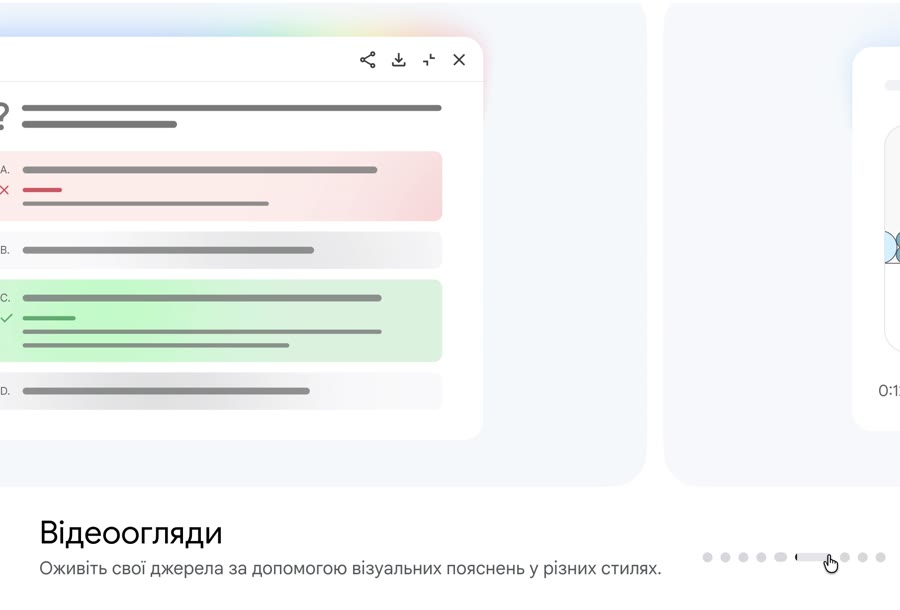 ?
A.
B.
C.
D.
0:1
Відеоогляди
Оживіть свої джерела за допомогою візуальних пояснень у різних стилях.